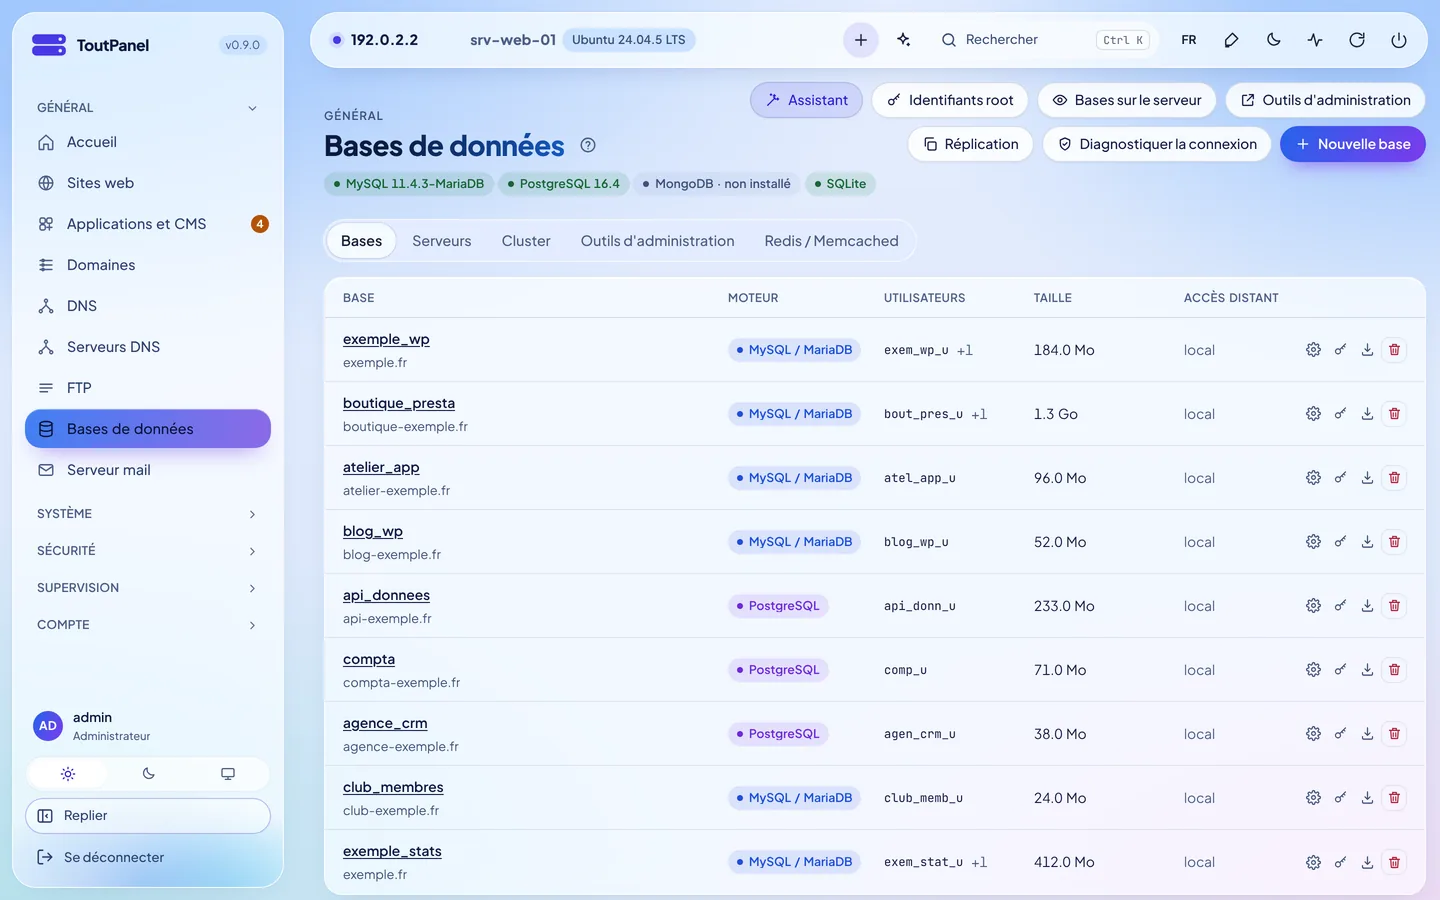 ToutPanel
v0.9.0
GÉNÉRAL
Accueil
Sites web
Applications et CMS
4
Domaines
DNS
Serveurs DNS
FTP
Bases de données
Serveur mail
SYSTÈME
SÉCURITÉ
SUPERVISION
COMPTE
AD
admin
Administrateur
Replier
Se déconnecter
192.0.2.2
srv-web-01
Ubuntu 24.04.5 LTS
Rechercher
Ctrl K
FR
GÉNÉRAL
Bases de données
Assistant
Identifiants root
Bases sur le serveur
Outils d'administration
Réplication
Diagnostiquer la connexion
Nouvelle base
MySQL 11.4.3-MariaDB
PostgreSQL 16.4
MongoDB · non installé
SQLite
Bases
Serveurs
Cluster
Outils d'administration
Redis / Memcached
BASE MOTEUR UTILISATEURS TAILLE ACCÈS DISTANT
exemple_wp
exemple.fr
MySQL / MariaDB exem_wp_u +1 184.0 Mo local
boutique_presta
boutique-exemple.fr
MySQL / MariaDB bout_pres_u +1 1.3 Go local
atelier_app
atelier-exemple.fr
MySQL / MariaDB atel_app_u 96.0 Mo local
blog_wp
blog-exemple.fr
MySQL / MariaDB blog_wp_u 52.0 Mo local
api_donnees
api-exemple.fr
PostgreSQL api_donn_u 233.0 Mo local
compta
compta-exemple.fr
PostgreSQL comp_u 71.0 Mo local
agence_crm
agence-exemple.fr
PostgreSQL agen_crm_u 38.0 Mo local
club_membres
club-exemple.fr
MySQL / MariaDB club_memb_u 24.0 Mo local
exemple_stats
exemple.fr
MySQL / MariaDB exem_stat_u +1 412.0 Mo local